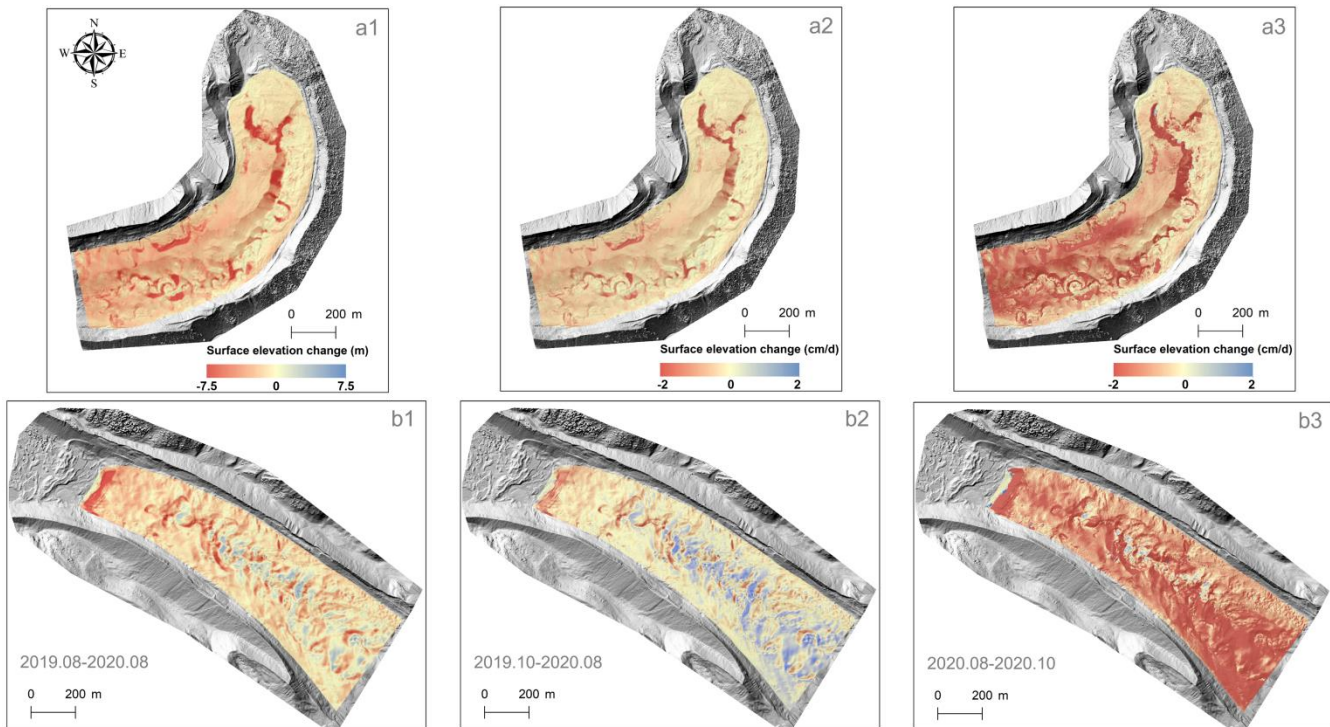 a1
N
W E
S
0 200 m
Surface elevation change (m)
-7.5 0 7.5
a2
0 200 m
Surface elevation change (cm/d)
-2 0 2
a3
0 200 m
Surface elevation change (cm/d)
-2 0 2
b1
2019.08-2020.08
0 200 m
b2
2019.10-2020.08
0 200 m
b3
2020.08-2020.10
0 200 m